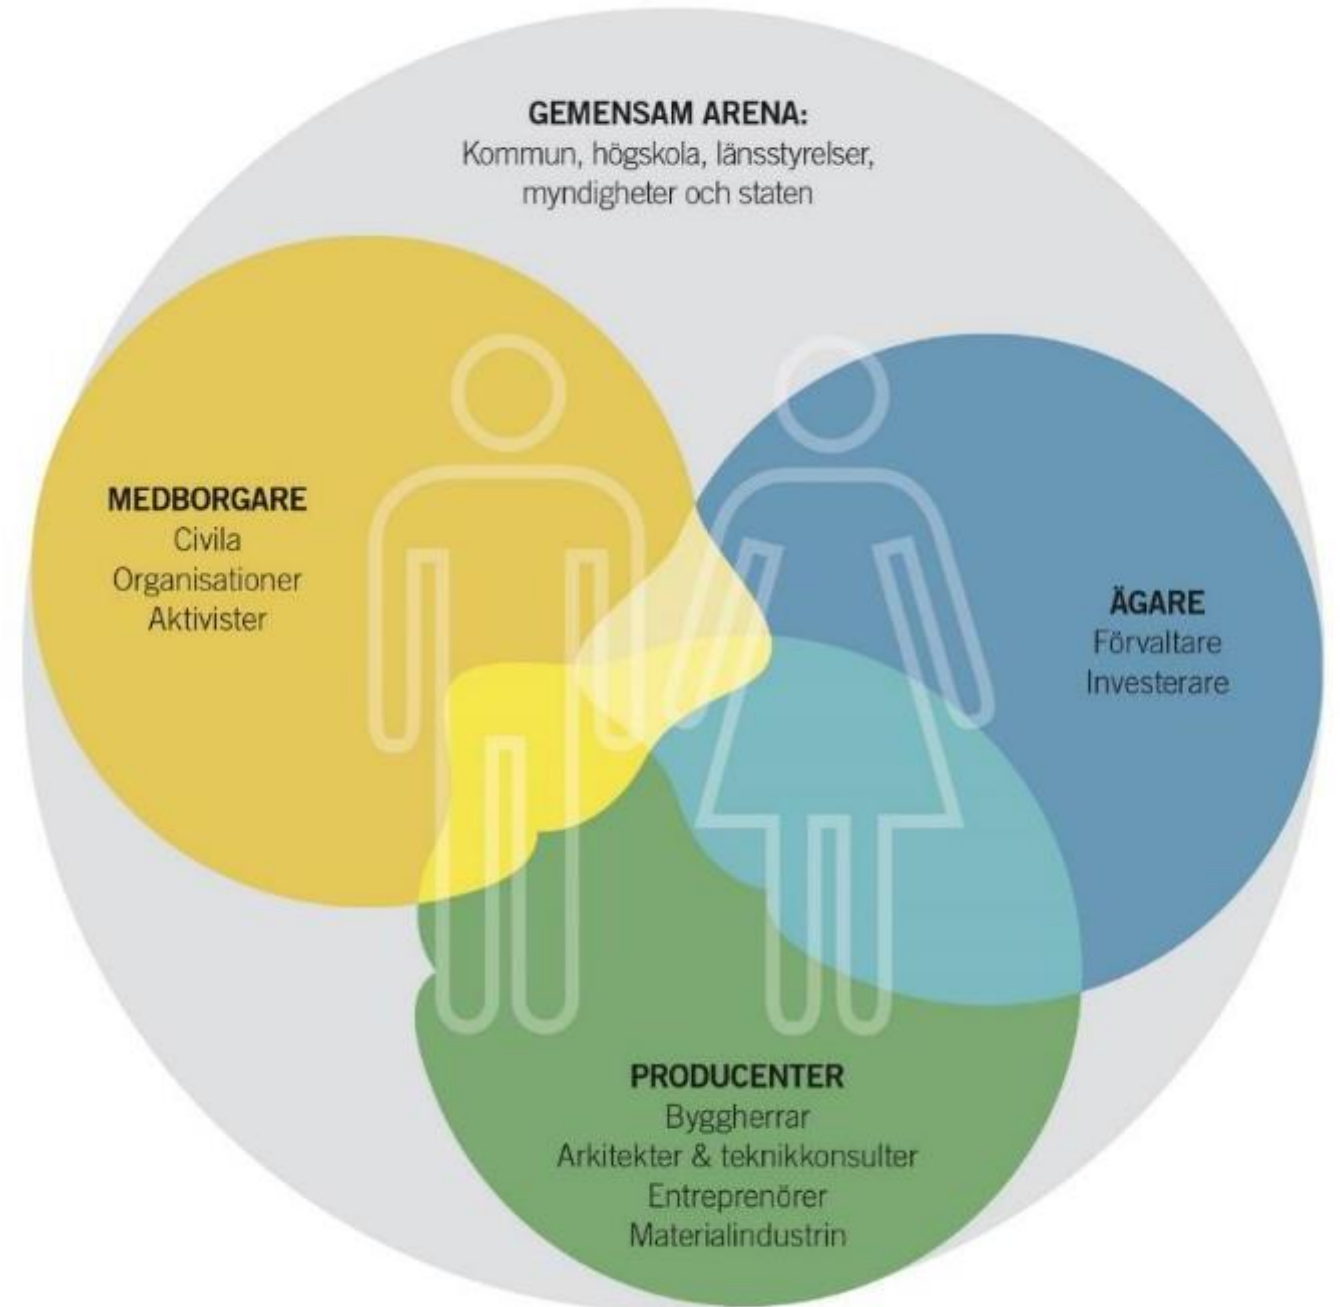 GEMENSAM ARENA:
Kommun, högskola, länsstyrelser,
myndigheter och staten
MEDBORGARE
Civila
Organisationer
Aktivister
ÄGARE
Förvaltare
Investerare
PRODUCENTER
Byggherrar
Arkitekter & teknikkonsulter
Entreprenörer
Materialindustrin